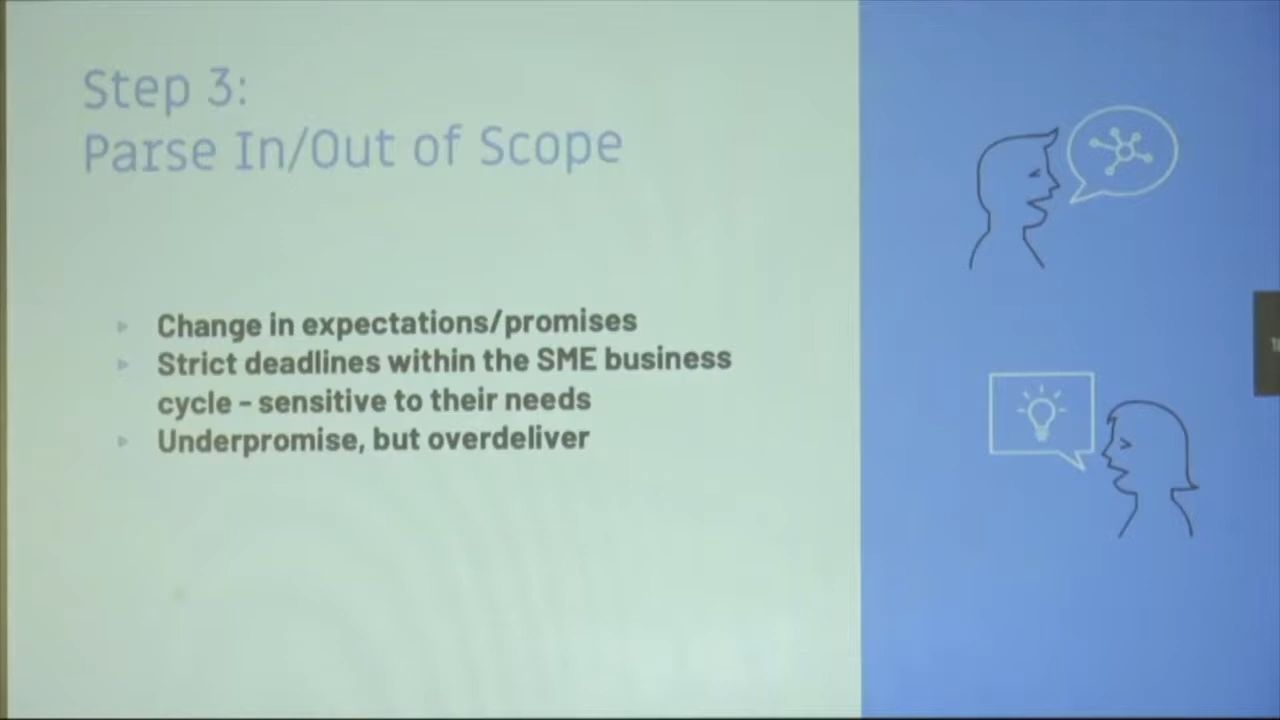 Step 3:
Parse In/Out of Scope
Change in expectations/promises
Strict deadlines within the SME business
cycle – sensitive to their needs
Underpromise, but overdeliver